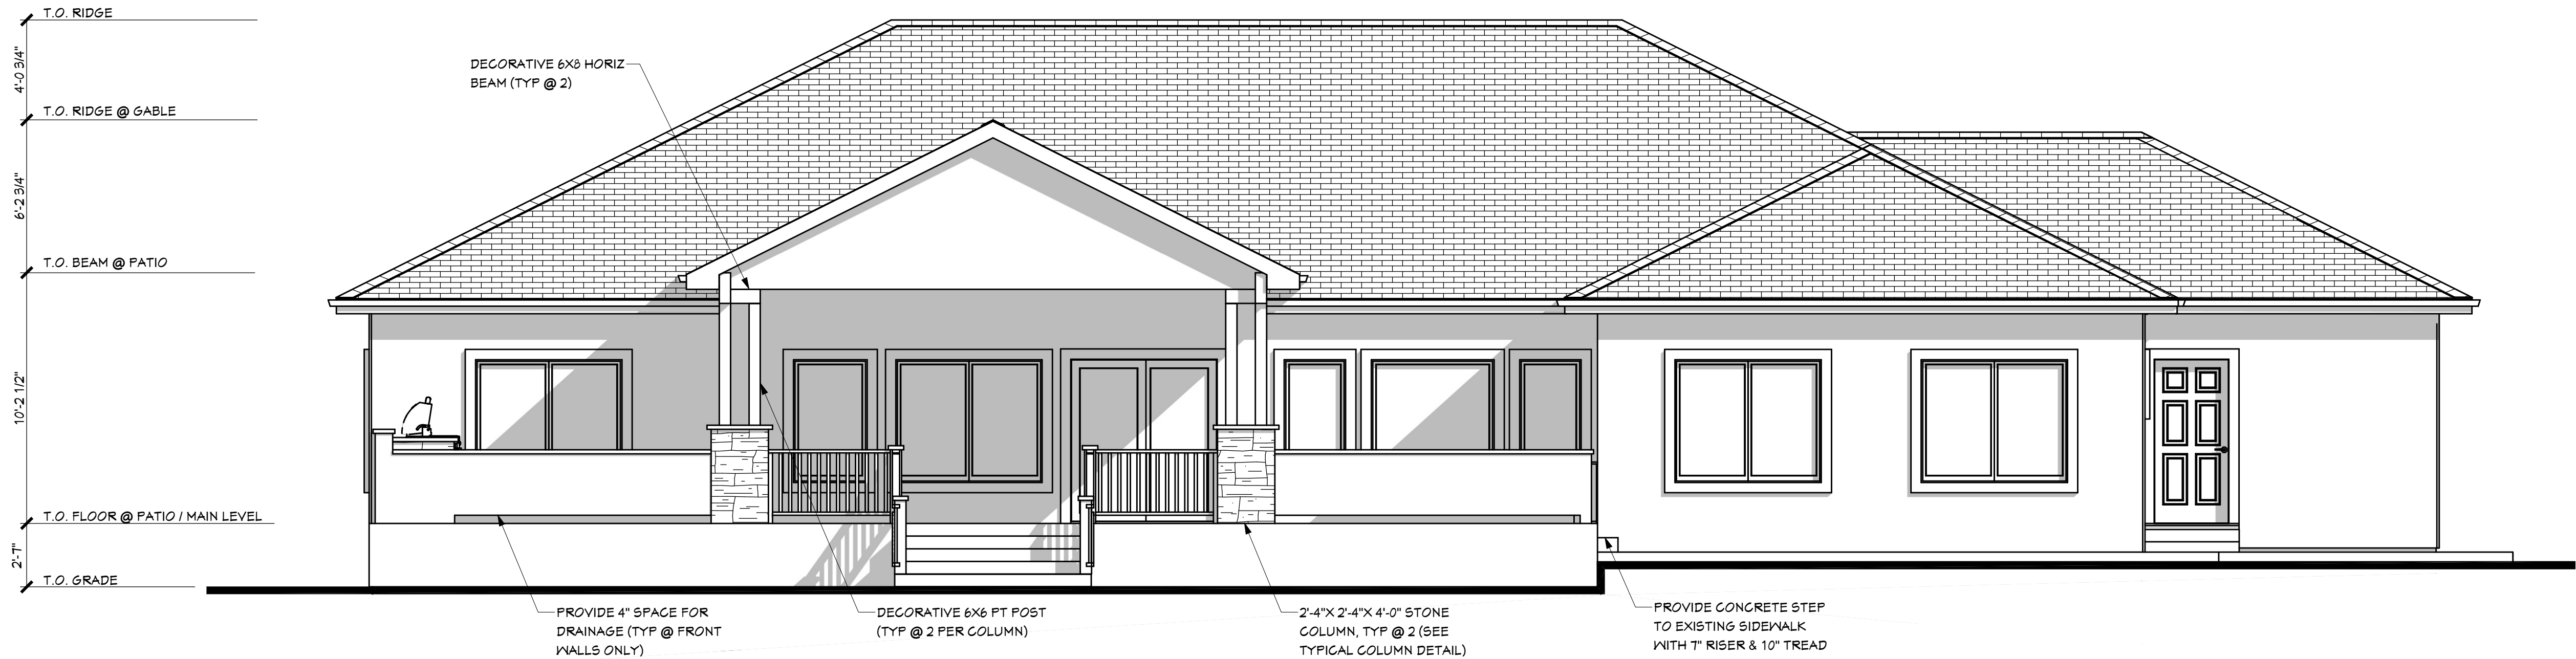 T.O. RIDGE
4'-0 3/4"
T.O. RIDGE @ GABLE
6'-2 3/4"
T.O. BEAM @ PATIO
10'-2 1/2"
T.O. FLOOR @ PATIO / MAIN LEVEL
2'-7"
T.O. GRADE
DECORATIVE 6X8 HORIZ
BEAM (TYP @ 2)
PROVIDE 4" SPACE FOR
DRAINAGE (TYP @ FRONT
WALLS ONLY)
DECORATIVE 6X6 PT POST
(TYP @ 2 PER COLUMN)
2'-4"X 2'-4"X 4'-0" STONE
COLUMN, TYP @ 2 (SEE
TYPICAL COLUMN DETAIL)
PROVIDE CONCRETE STEP
TO EXISTING SIDEWALK
WITH 7" RISER & 10" TREAD